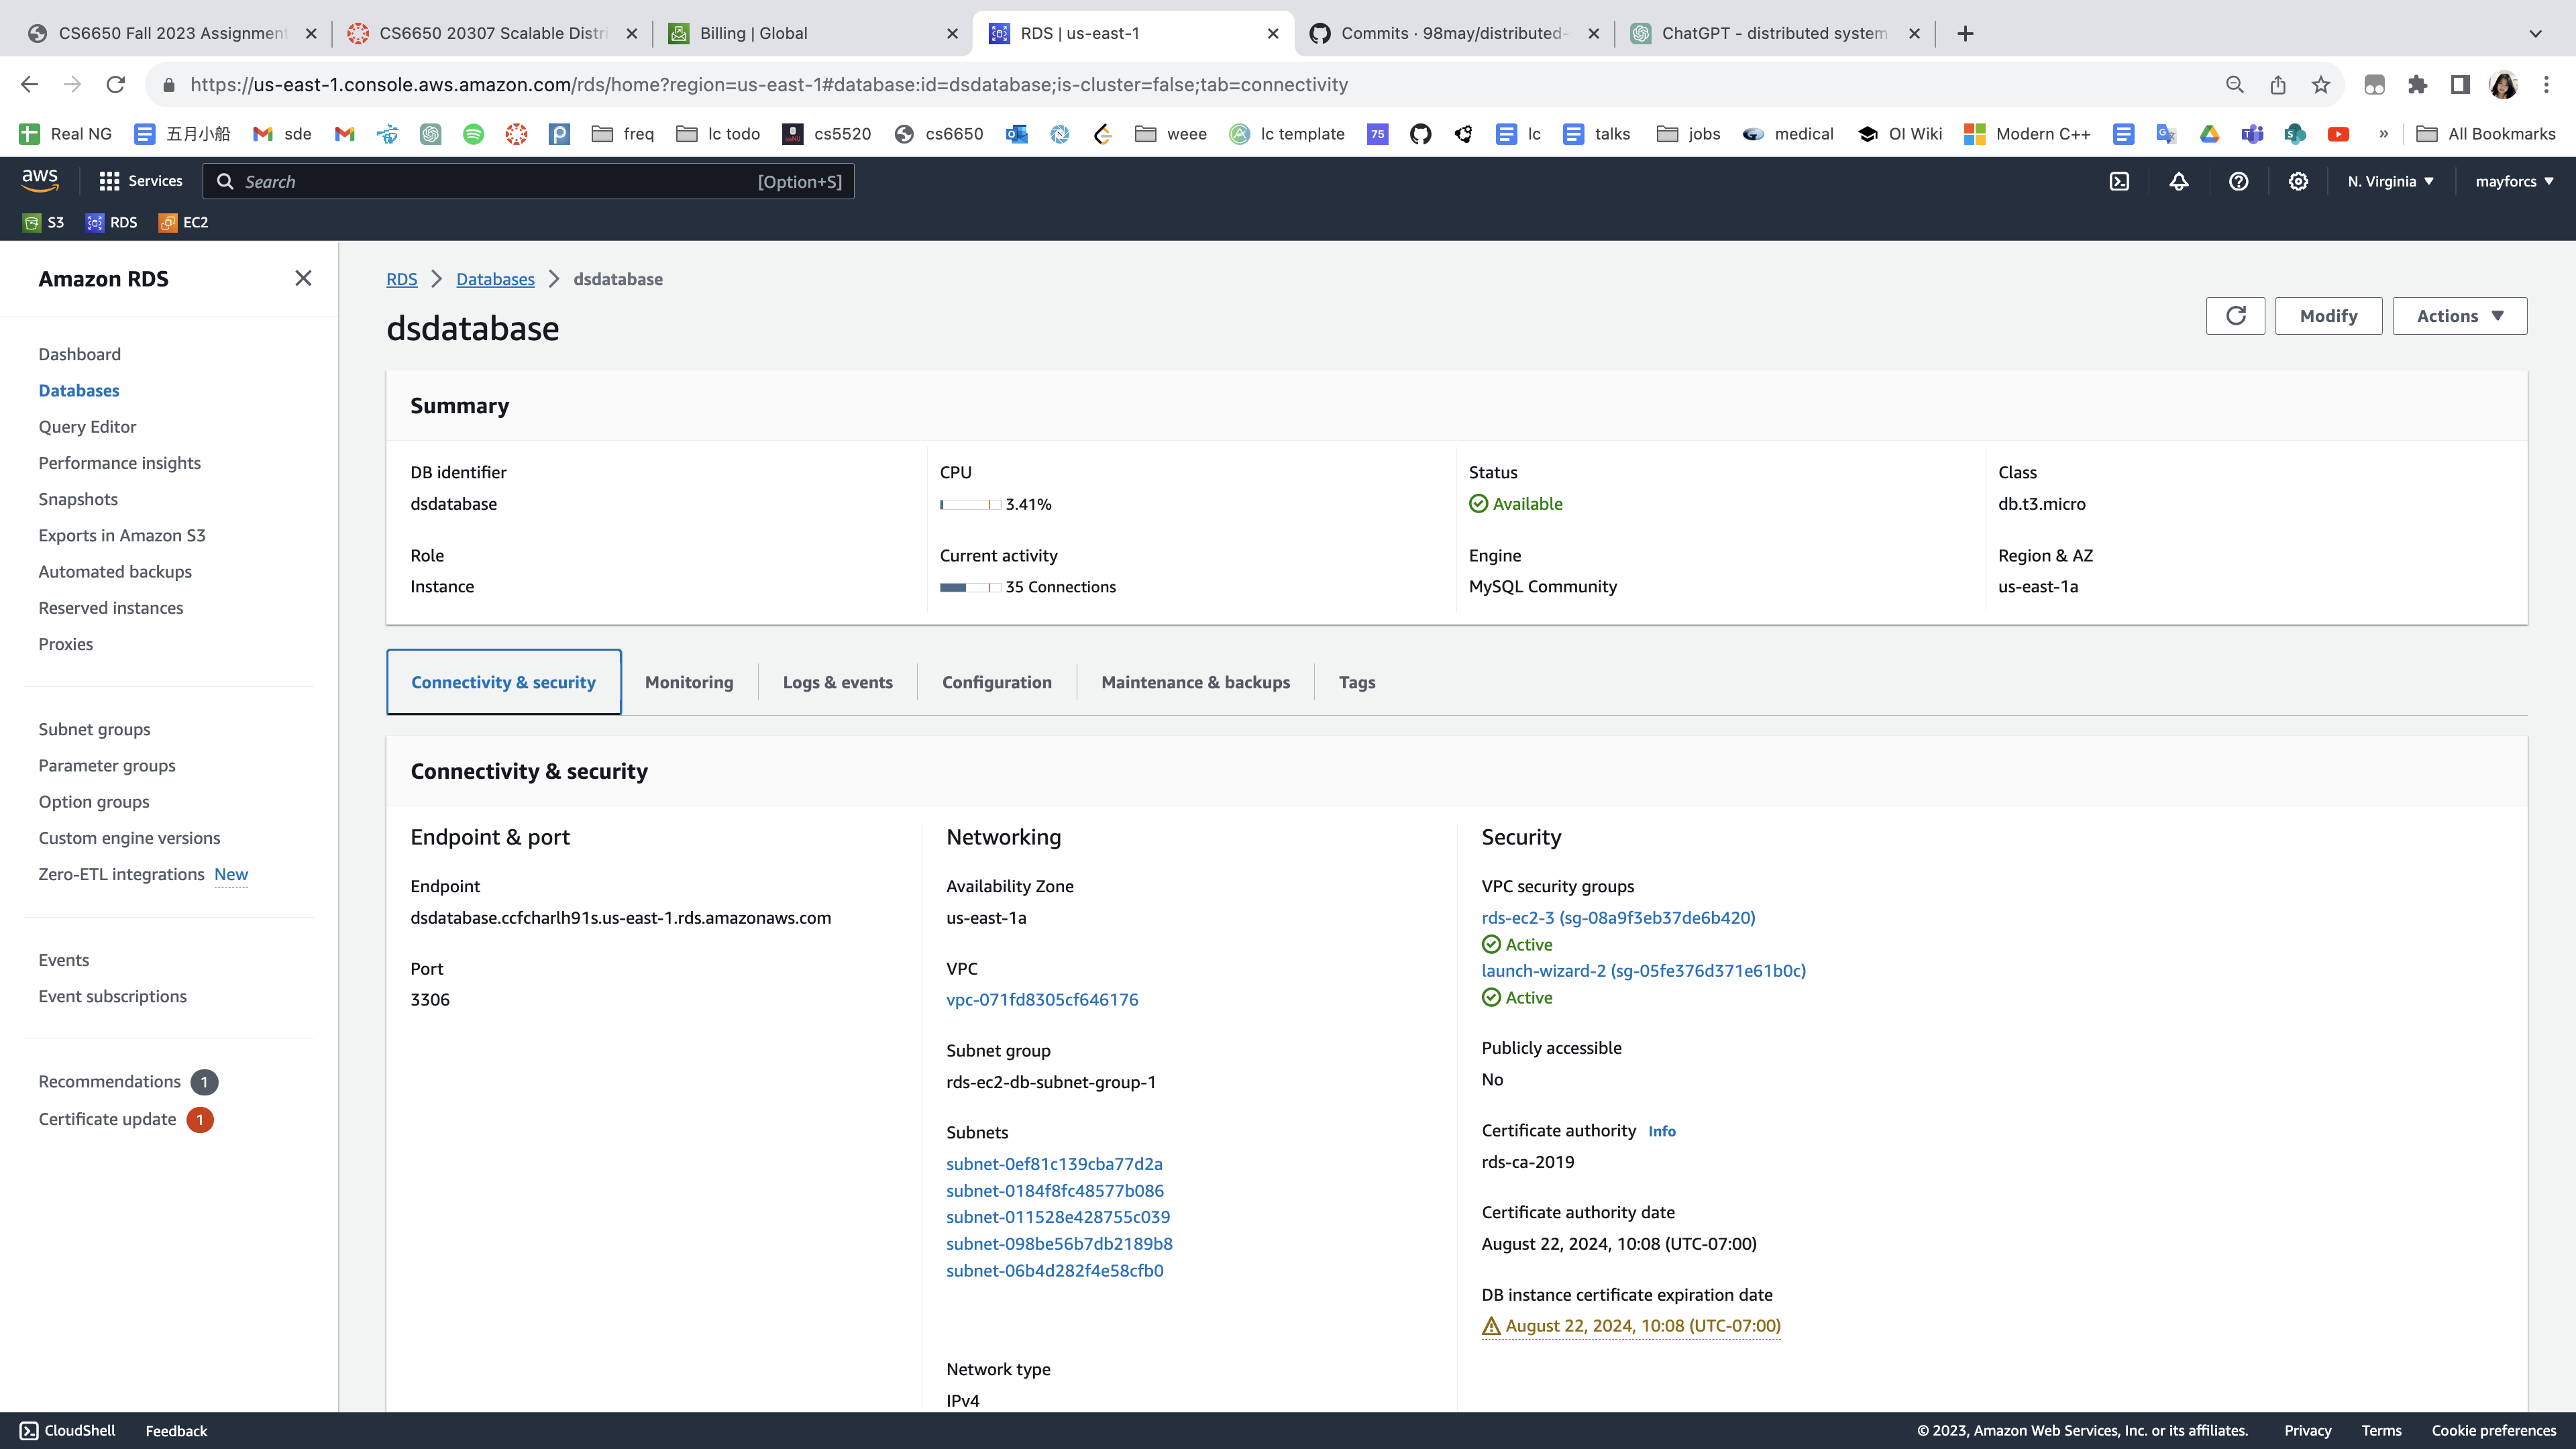 CS6650 Fall 2023 Assignment
CS6650 20307 Scalable Distri
Billing | Global
RDS | us-east-1
Commits · 98may/distributed-
ChatGPT - distributed system
https://us-east-1.console.aws.amazon.com/rds/home?region=us-east-1#database:id=dsdatabase;is-cluster=false;tab=connectivity
Real NG
五月小船
sde
freq
lc todo
cs5520
cs6650
weee
lc template
75
lc
talks
jobs
medical
OI Wiki
Modern C++
»
All Bookmarks
aws
Services
Search
[Option+S]
N. Virginia
mayforcs
S3
RDS
EC2
Amazon RDS
Dashboard
Databases
Query Editor
Performance insights
Snapshots
Exports in Amazon S3
Automated backups
Reserved instances
Proxies
Subnet groups
Parameter groups
Option groups
Custom engine versions
Zero-ETL integrations New
Events
Event subscriptions
Recommendations 1
Certificate update 1
RDS > Databases > dsdatabase
dsdatabase
Modify
Actions
Summary
DB identifier
dsdatabase
CPU
3.41%
Status
Available
Class
db.t3.micro
Role
Instance
Current activity
35 Connections
Engine
MySQL Community
Region & AZ
us-east-1a
Connectivity & security
Monitoring
Logs & events
Configuration
Maintenance & backups
Tags
Connectivity & security
Endpoint & port
Endpoint
dsdatabase.ccfcharlh91s.us-east-1.rds.amazonaws.com
Port
3306
Networking
Availability Zone
us-east-1a
VPC
vpc-071fd8305cf646176
Subnet group
rds-ec2-db-subnet-group-1
Subnets
subnet-0ef81c139cba77d2a
subnet-0184f8fc48577b086
subnet-011528e428755c039
subnet-098be56b7db2189b8
subnet-06b4d282f4e58cfb0
Network type
IPv4
Security
VPC security groups
rds-ec2-3 (sg-08a9f3eb37de6b420)
Active
launch-wizard-2 (sg-05fe376d371e61b0c)
Active
Publicly accessible
No
Certificate authority Info
rds-ca-2019
Certificate authority date
August 22, 2024, 10:08 (UTC-07:00)
DB instance certificate expiration date
August 22, 2024, 10:08 (UTC-07:00)
CloudShell
Feedback
© 2023, Amazon Web Services, Inc. or its affiliates.
Privacy
Terms
Cookie preferences